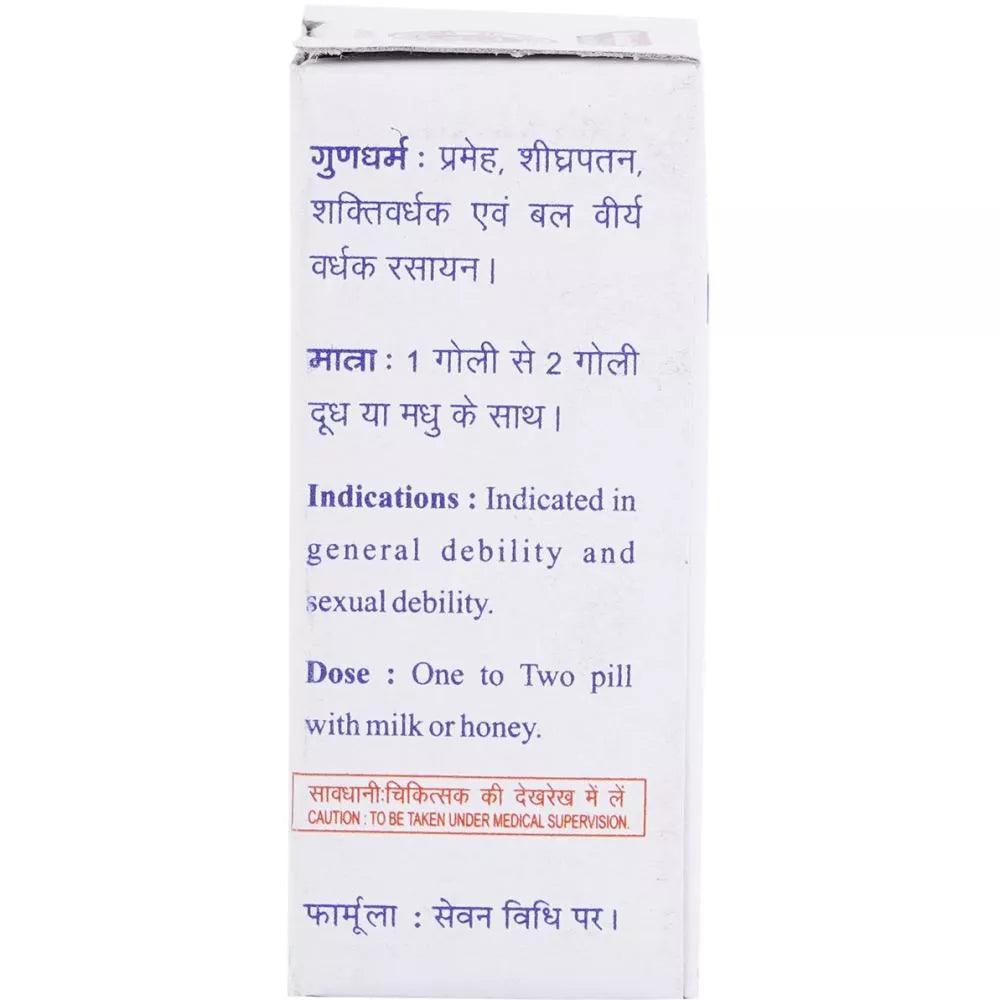 गुणधर्म : प्रमेह, शीघ्रपतन,
शक्तिवर्धक एवं बल वीर्य
वर्धक रसायन।
मात्रा : 1 गोली से 2 गोली
दूध या मधु के साथ।
Indications : Indicated in
general debility and
sexual debility.
Dose : One to Two pill
with milk or honey.
सावधानी:चिकित्सक की देखरेख में लें
CAUTION : TO BE TAKEN UNDER MEDICAL SUPERVISION.
फार्मूला : सेवन विधि पर।